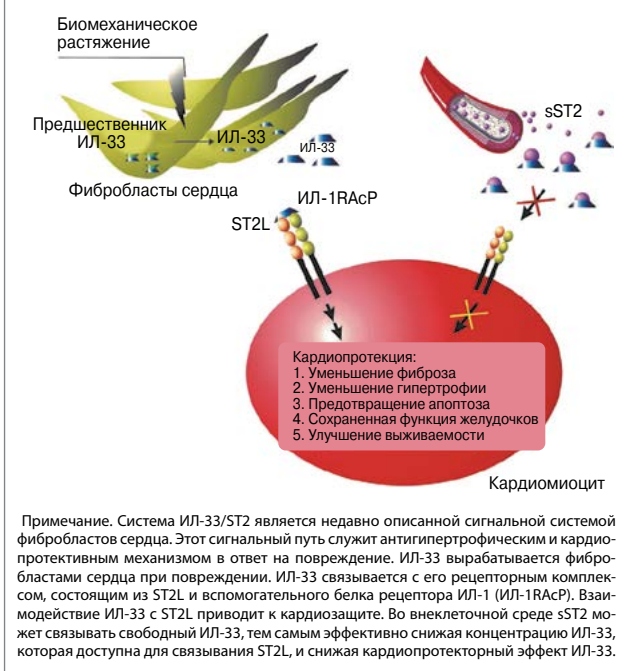 Биомеханическое
растяжение
Предшественник
ИЛ-33
ИЛ-33
ИЛ-33
Фибробласты сердца
sST2
ИЛ-1RAcP
ST2L
Кардиопротекция:
1. Уменьшение фиброза
2. Уменьшение гипертрофии
3. Предотвращение апоптоза
4. Сохраненная функция желудочков
5. Улучшение выживаемости
Кардиомиоцит
Примечание. Система ИЛ-33/ST2 является недавно описанной сигнальной системой
фибробластов сердца. Этот сигнальный путь служит антигипертрофическим и кардио-
протективным механизмом в ответ на повреждение. ИЛ-33 вырабатывается фибро-
бластами сердца при повреждении. ИЛ-33 связывается с его рецепторным комплек-
сом, состоящим из ST2L и вспомогательного белка рецептора ИЛ-1 (ИЛ-1RAcP). Взаи-
модействие ИЛ-33 с ST2L приводит к кардиозащите. Во внеклеточной среде sST2 мо-
жет связывать свободный ИЛ-33, тем самым эффективно снижая концентрацию ИЛ-33,
которая доступна для связывания ST2L, и снижая кардиопротекторный эффект ИЛ-33.